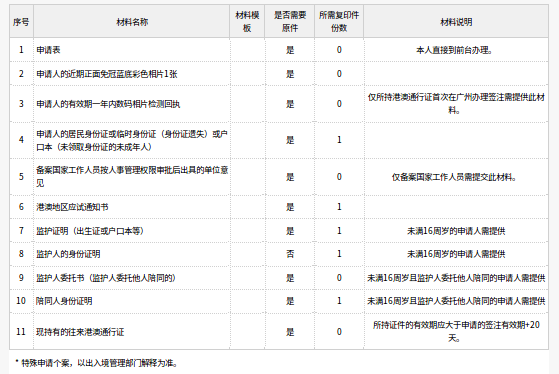 序号 材料名称 材料模板 是否需要原件 所需复印件份数 材料说明
1 申请表 是 0 本人直接到前台办理。
2 申请人的近期正面免冠蓝底彩色相片1张 是 0
3 申请人的有效期一年内数码相片检测回执 是 0 仅所持港澳通行证首次在广州办理签注需提供此材料。
4 申请人的居民身份证或临时身份证（身份证遗失）或户口本（未领取身份证的未成年人） 是 1
5 备案国家工作人员按人事管理权限审批后出具的单位意见 是 0 仅备案国家工作人员需提交此材料。
6 港澳地区应试通知书 是 1
7 监护证明（出生证或户口本等） 是 1 未满16周岁的申请人需提供
8 监护人的身份证明 否 1 未满16周岁的申请人需提供
9 监护人委托书（监护人委托他人陪同的） 是 0 未满16周岁且监护人委托他人陪同的申请人需提供
10 陪同人身份证明 是 1 未满16周岁且监护人委托他人陪同的申请人需提供
11 现持有的往来港澳通行证 是 0 所持证件的有效期应大于申请的签注有效期+20天。
* 特殊申请个案，以出入境管理部门解释为准。